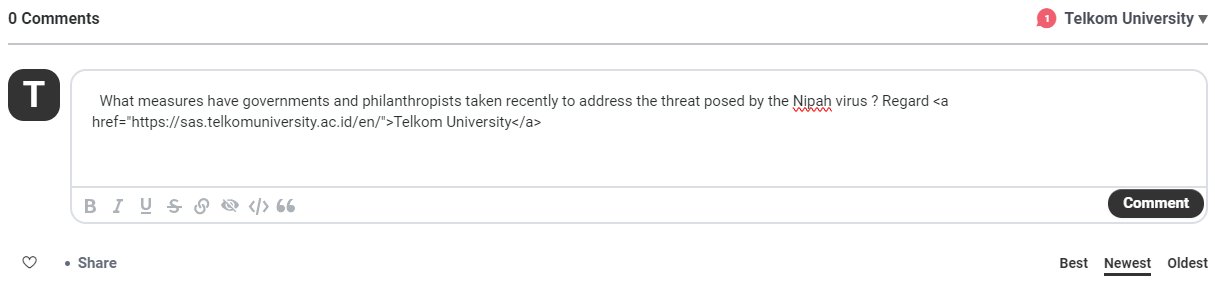 0 Comments 1 Telkom University ▼
T
What measures have governments and philanthropists taken recently to address the threat posed by the Nipah virus ? Regard <a
href="https://sas.telkomuniversity.ac.id/en/">Telkom University</a>
B I U S </>
Comment
• Share Best Newest Oldest